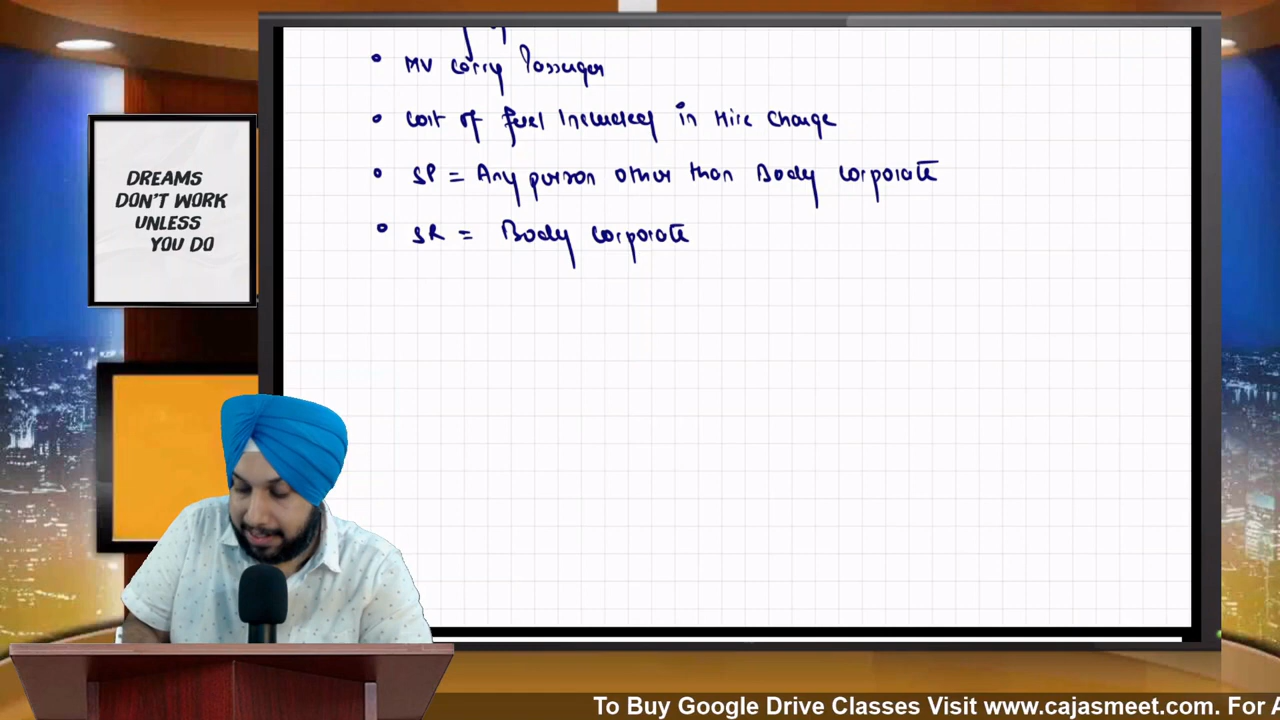 • MV Carry Passenger
• Cost of fuel Included in Hire Charge
• SP = Any person other than Body Corporate
• SR = Body Corporate
DREAMS
DON'T WORK
UNLESS
YOU DO
To Buy Google Drive Classes Visit www.cajasmeet.com. For A